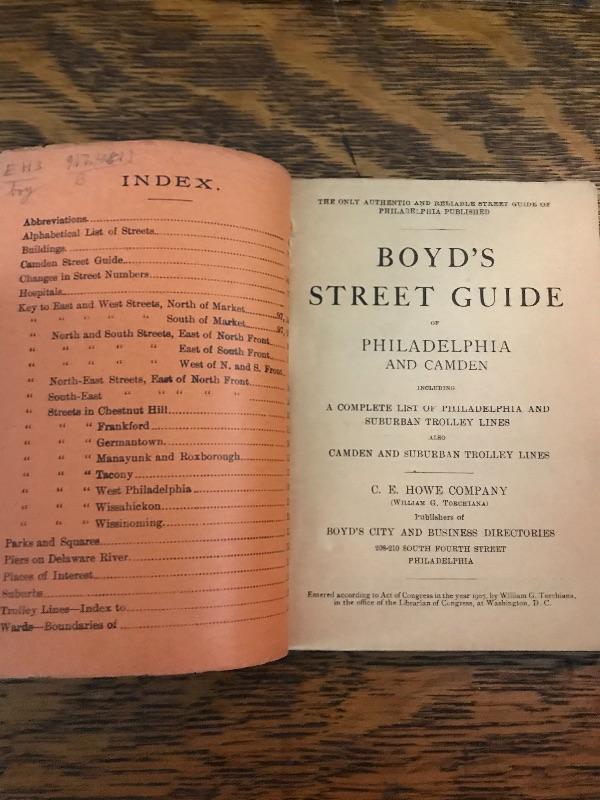 EH3 917.4813
boy B
INDEX.
Abbreviations
Alphabetical List of Streets
Buildings
Camden Street Guide
Changes in Street Numbers
Hospitals
Key to East and West Streets, North of Market 97,
" " " " " South of Market 97,
" North and South Streets, East of North Front
" " " " " East of South Front
" " " " " West of N. and S. Front
" North-East Streets, East of North Front
" South-East " " " " "
" Streets in Chestnut Hill
" " " Frankford
" " " Germantown
" " " Manayunk and Roxborough
" " " Tacony
" " " West Philadelphia
" " " Wissahickon
" " " Wissinoming
Parks and Squares
Piers on Delaware River
Places of Interest
Suburbs
Trolley Lines—Index to
Wards—Boundaries of
THE ONLY AUTHENTIC AND RELIABLE STREET GUIDE OF
PHILADELPHIA PUBLISHED
BOYD'S
STREET GUIDE
OF
PHILADELPHIA
AND CAMDEN
INCLUDING
A COMPLETE LIST OF PHILADELPHIA AND
SUBURBAN TROLLEY LINES
ALSO
CAMDEN AND SUBURBAN TROLLEY LINES
C. E. HOWE COMPANY
(WILLIAM G. TORCHIANA)
Publishers of
BOYD'S CITY AND BUSINESS DIRECTORIES
208-210 SOUTH FOURTH STREET
PHILADELPHIA
Entered according to Act of Congress in the year 1907, by William G. Torchiana,
in the office of the Librarian of Congress, at Washington, D. C.